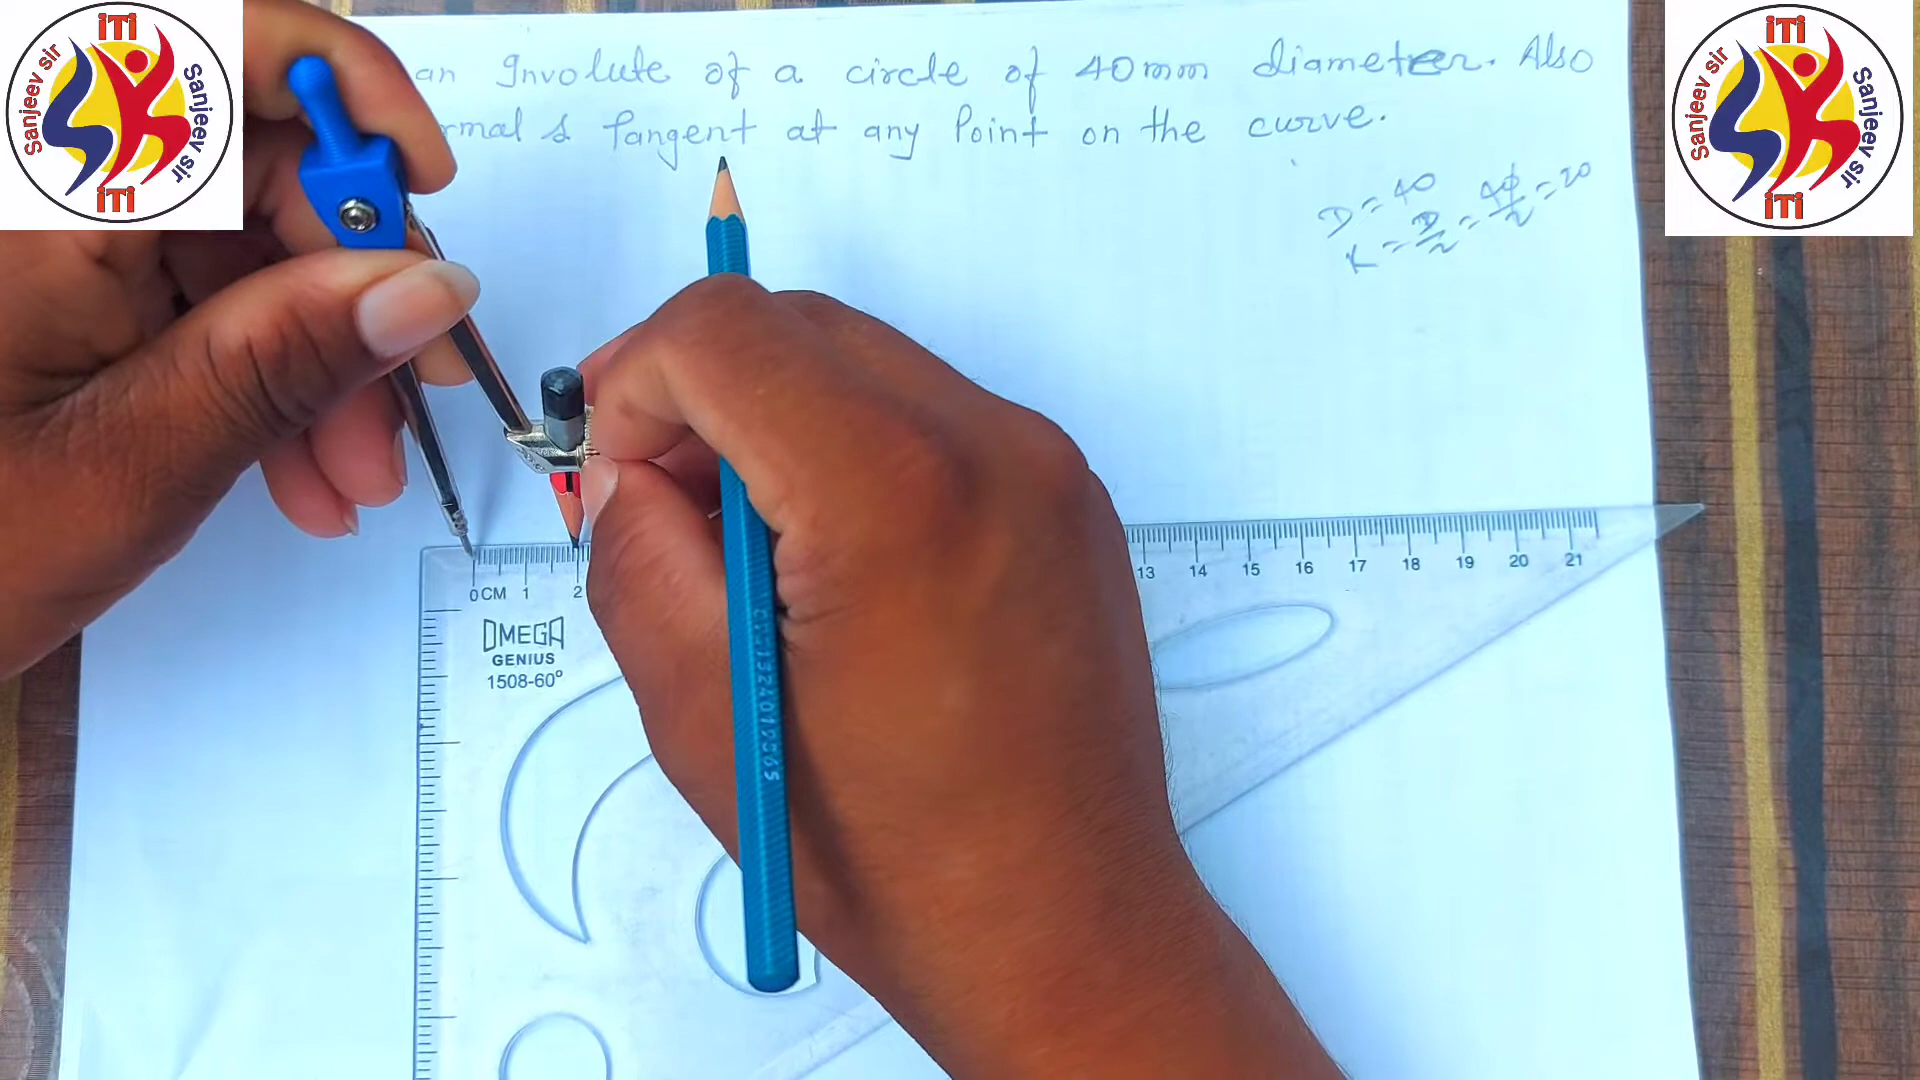 iTi
Sanjeev sir
Sanjeev sir
iTi
an Involute of a circle of 40mm diameter. Also
rmal & Tangent at any Point on the curve.
D = 40
R = D/2 = 40/2 = 20
iTi
Sanjeev sir
Sanjeev sir
iTi
0 CM 1 2 13 14 15 16 17 18 19 20 21
OMEGA
GENIUS
1508-60°